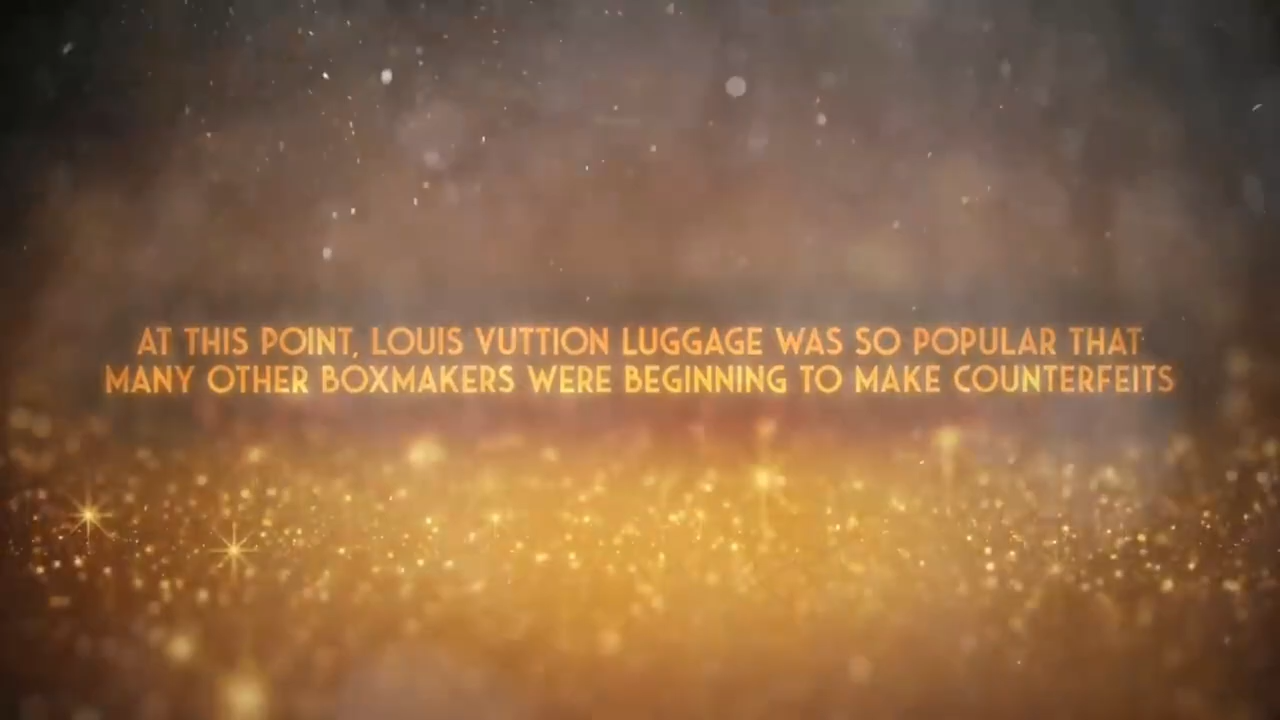 AT THIS POINT, LOUIS VUTTION LUGGAGE WAS SO POPULAR THAT
MANY OTHER BOXMAKERS WERE BEGINNING TO MAKE COUNTERFEITS